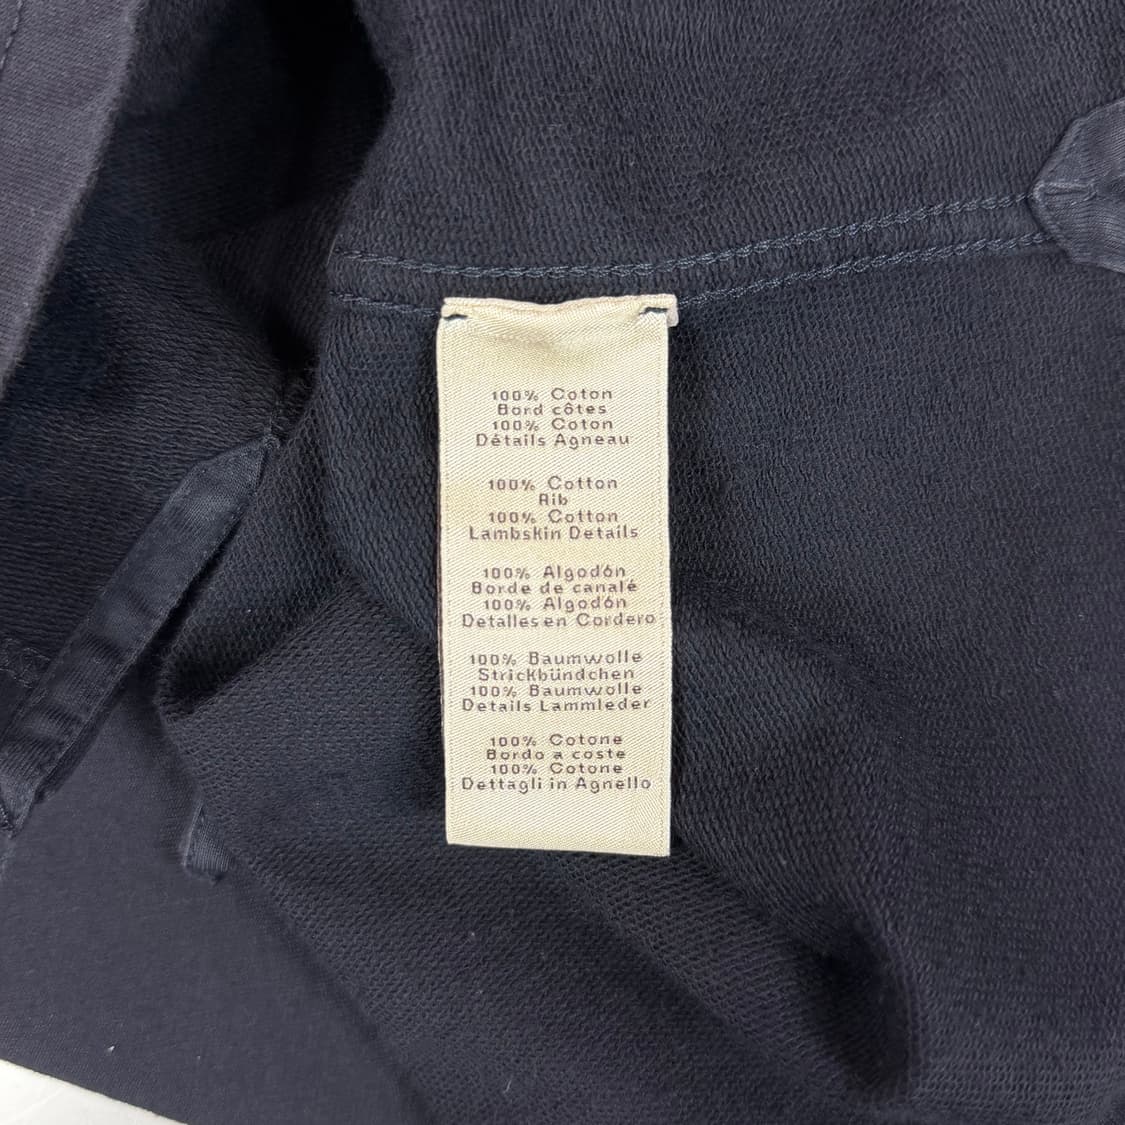 100% Coton
Bord côtes
100% Coton
Détails Agneau
100% Cotton
Rib
100% Cotton
Lambskin Details
100% Algodón
Borde de canalé
100% Algodón
Detalles en Cordero
100% Baumwolle
Strickbündchen
100% Baumwolle
Details Lammleder
100% Cotone
Bordo a coste
100% Cotone
Dettagli in Agnello